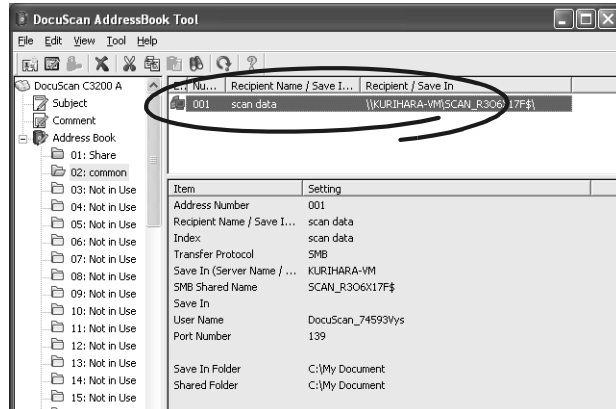 DocuScan AddressBook Tool
File Edit View Tool Help
DocuScan C3200 A
Subject
Comment
Address Book
01: Share
02: common
03: Not in Use
04: Not in Use
05: Not in Use
06: Not in Use
07: Not in Use
08: Not in Use
09: Not in Use
10: Not in Use
11: Not in Use
12: Not in Use
13: Not in Use
14: Not in Use
15: Not in Use
E.. Nu... Recipient Name / Save I... Recipient / Save In
001 scan data \\KURIHARA-VM\SCAN_R3O6X17F$\
Item Setting
Address Number 001
Recipient Name / Save I... scan data
Index scan data
Transfer Protocol SMB
Save In (Server Name / ... KURIHARA-VM
SMB Shared Name SCAN_R3O6X17F$
Save In
User Name DocuScan_74593Vys
Port Number 139
Save In Folder C:\My Document
Shared Folder C:\My Document